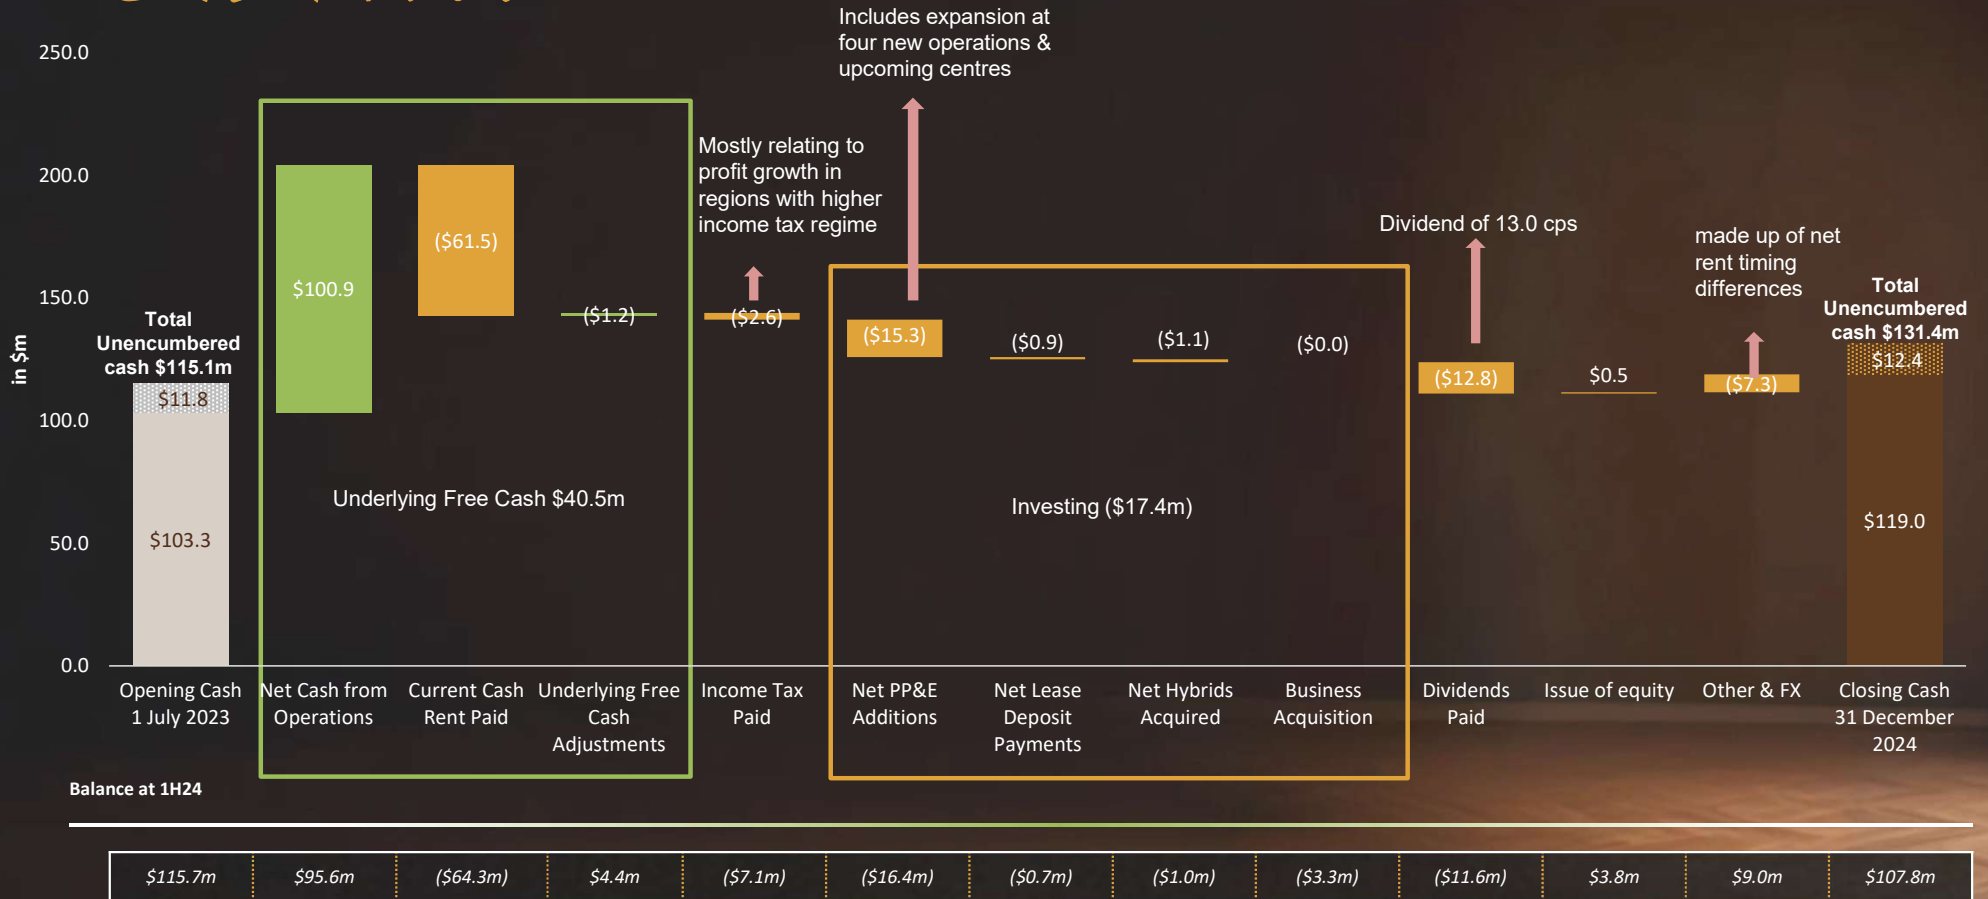 Includes expansion at
four new operations &
upcoming centres
250.0
200.0
150.0
100.0
50.0
0.0
in $m
Mostly relating to
profit growth in
regions with higher
income tax regime
Dividend of 13.0 cps
made up of net
rent timing
differences
Total
Unencumbered
cash $115.1m
Total
Unencumbered
cash $131.4m
$11.8
$103.3
$100.9
($61.5)
($1.2)
($2.6)
($15.3)
($0.9)
($1.1)
($0.0)
($12.8)
$0.5
($7.3)
$12.4
$119.0
Underlying Free Cash $40.5m
Investing ($17.4m)
Opening Cash
1 July 2023
Net Cash from
Operations
Current Cash
Rent Paid
Underlying Free
Cash
Adjustments
Income Tax
Paid
Net PP&E
Additions
Net Lease
Deposit
Payments
Net Hybrids
Acquired
Business
Acquisition
Dividends
Paid
Issue of equity
Other & FX
Closing Cash
31 December
2024
Balance at 1H24
$115.7m $95.6m ($64.3m) $4.4m ($7.1m) ($16.4m) ($0.7m) ($1.0m) ($3.3m) ($11.6m) $3.8m $9.0m $107.8m